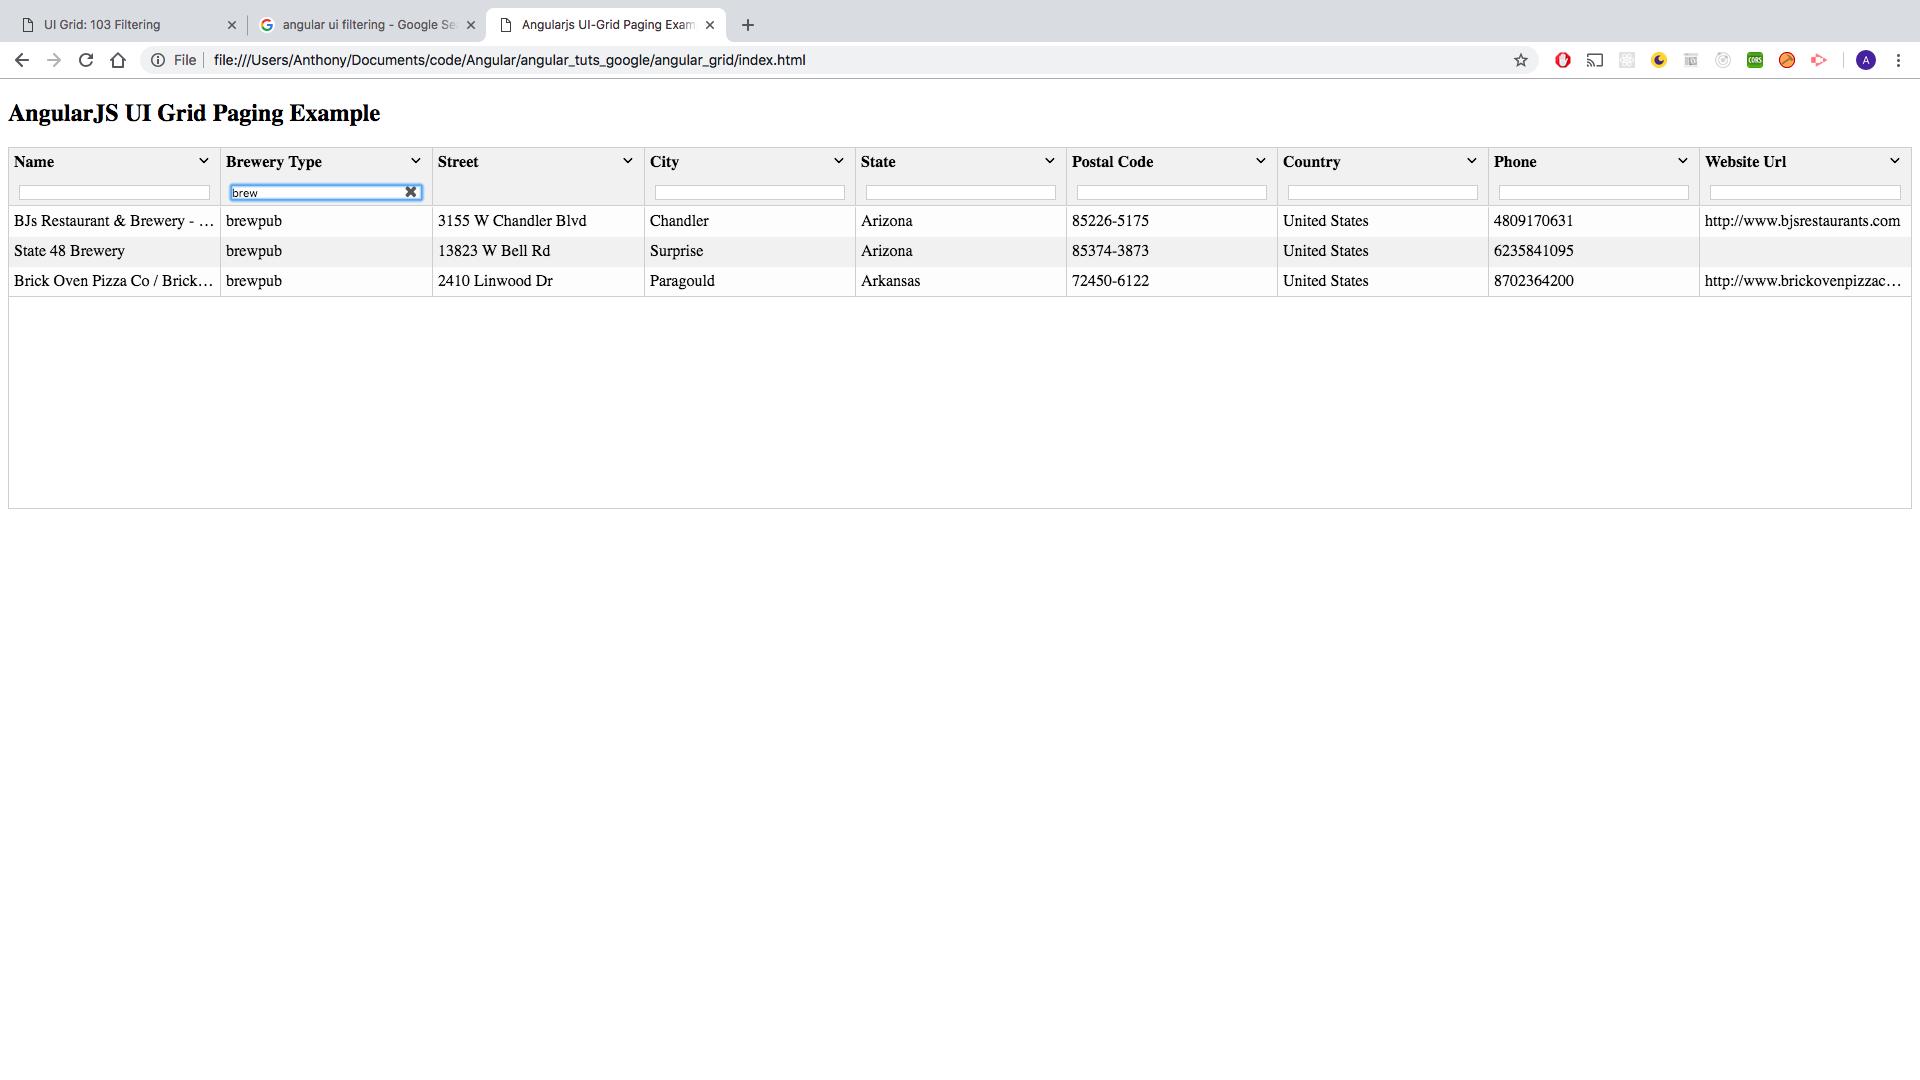 UI Grid: 103 Filtering
angular ui filtering - Google Se
Angularjs UI-Grid Paging Exam
File
file:///Users/Anthony/Documents/code/Angular/angular_tuts_google/angular_grid/index.html
CORS
A
AngularJS UI Grid Paging Example
Name Brewery Type Street City State Postal Code Country Phone Website Url
brew
BJs Restaurant & Brewery - … brewpub 3155 W Chandler Blvd Chandler Arizona 85226-5175 United States 4809170631 http://www.bjsrestaurants.com
State 48 Brewery brewpub 13823 W Bell Rd Surprise Arizona 85374-3873 United States 6235841095
Brick Oven Pizza Co / Brick… brewpub 2410 Linwood Dr Paragould Arkansas 72450-6122 United States 8702364200 http://www.brickovenpizzac…